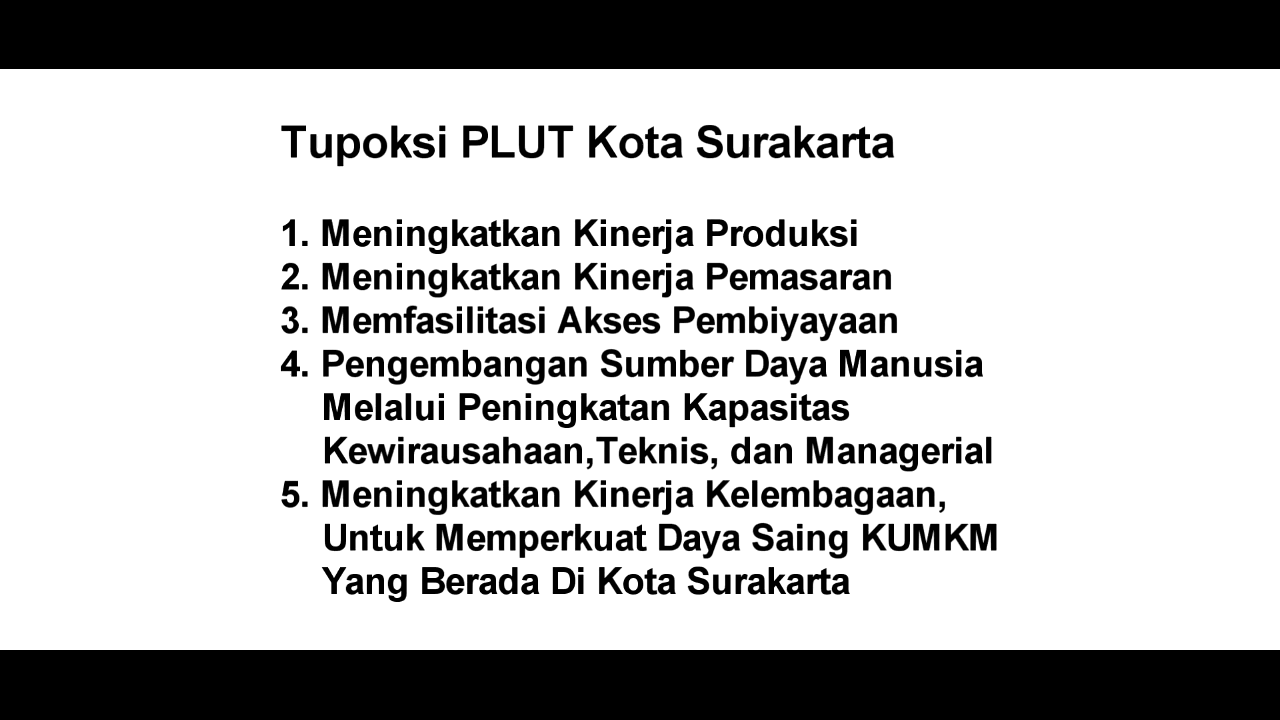 Tupoksi PLUT Kota Surakarta
1. Meningkatkan Kinerja Produksi
2. Meningkatkan Kinerja Pemasaran
3. Memfasilitasi Akses Pembiyayaan
4. Pengembangan Sumber Daya Manusia
Melalui Peningkatan Kapasitas
Kewirausahaan,Teknis, dan Managerial
5. Meningkatkan Kinerja Kelembagaan,
Untuk Memperkuat Daya Saing KUMKM
Yang Berada Di Kota Surakarta